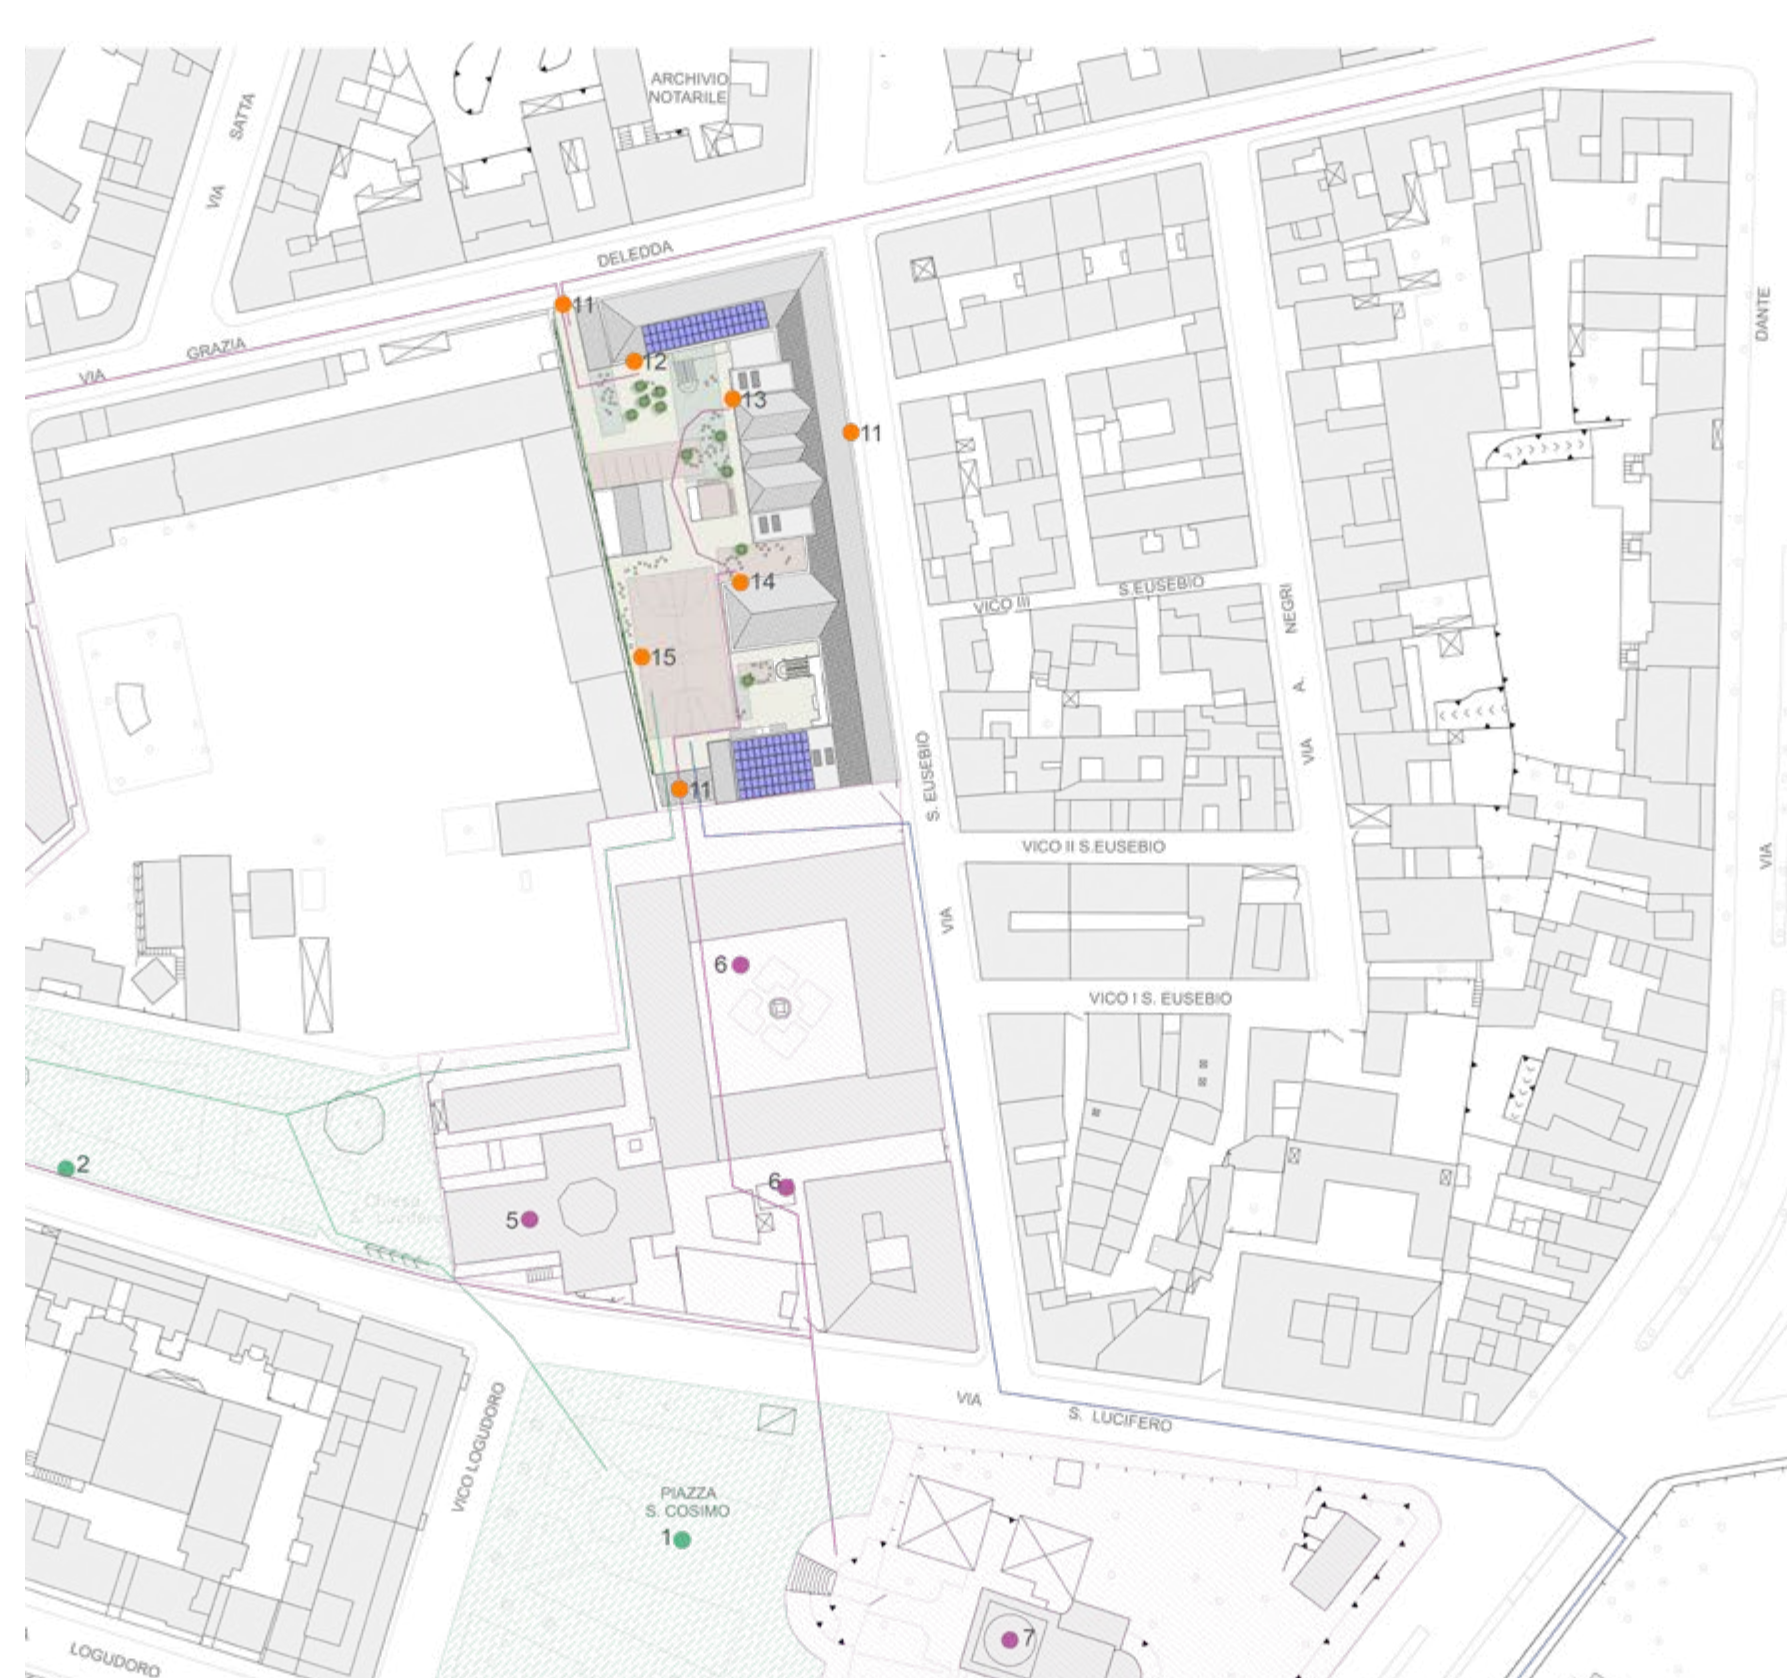 ARCHIVIO
NOTARILE
SATTA
VIA
DELEDDA
GRAZIA
VIA
11
12
13
11
DANTE
14
S.EUSEBIO
VICO III
NEGRI
15
A.
VIA
S. EUSEBIO
11
VICO II S.EUSEBIO
VIA
VIA
6
VICO I S. EUSEBIO
2
6
5
VIA
S. LUCIFERO
VICO LOGUDORO
PIAZZA
S. COSIMO
1
7
LOGUDORO